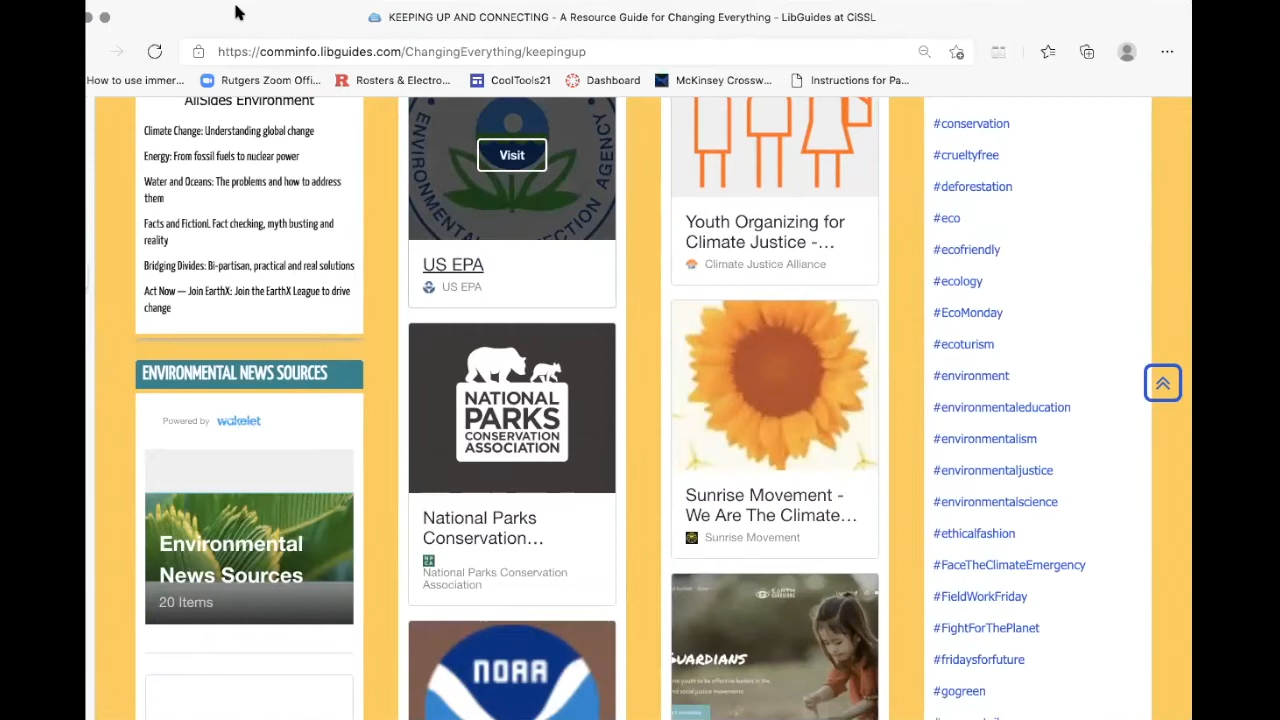 KEEPING UP AND CONNECTING - A Resource Guide for Changing Everything - LibGuides at CiSSL
https://comminfo.libguides.com/ChangingEverything/keepingup
How to use immer...
Rutgers Zoom Offi...
Rosters & Electro...
CoolTools21
Dashboard
McKinsey Crossw...
Instructions for Pa...
AllSides Environment
Climate Change: Understanding global change
Energy: From fossil fuels to nuclear power
Water and Oceans: The problems and how to address
them
Facts and Fiction!. Fact checking, myth busting and
reality
Bridging Divides: Bi-partisan, practical and real solutions
Act Now — Join EarthX: Join the EarthX League to drive
change
ENVIRONMENTAL NEWS SOURCES
Powered by wakelet
Environmental
News Sources
20 Items
Visit
US EPA
US EPA
NATIONAL
PARKS
CONSERVATION
ASSOCIATION
National Parks
Conservation...
National Parks Conservation
Association
NOAA
Youth Organizing for
Climate Justice -...
Climate Justice Alliance
Sunrise Movement -
We Are The Climate...
Sunrise Movement
#conservation
#crueltyfree
#deforestation
#eco
#ecofriendly
#ecology
#EcoMonday
#ecoturism
#environment
#environmentaleducation
#environmentalism
#environmentaljustice
#environmentalscience
#ethicalfashion
#FaceTheClimateEmergency
#FieldWorkFriday
#FightForThePlanet
#fridaysforfuture
#gogreen